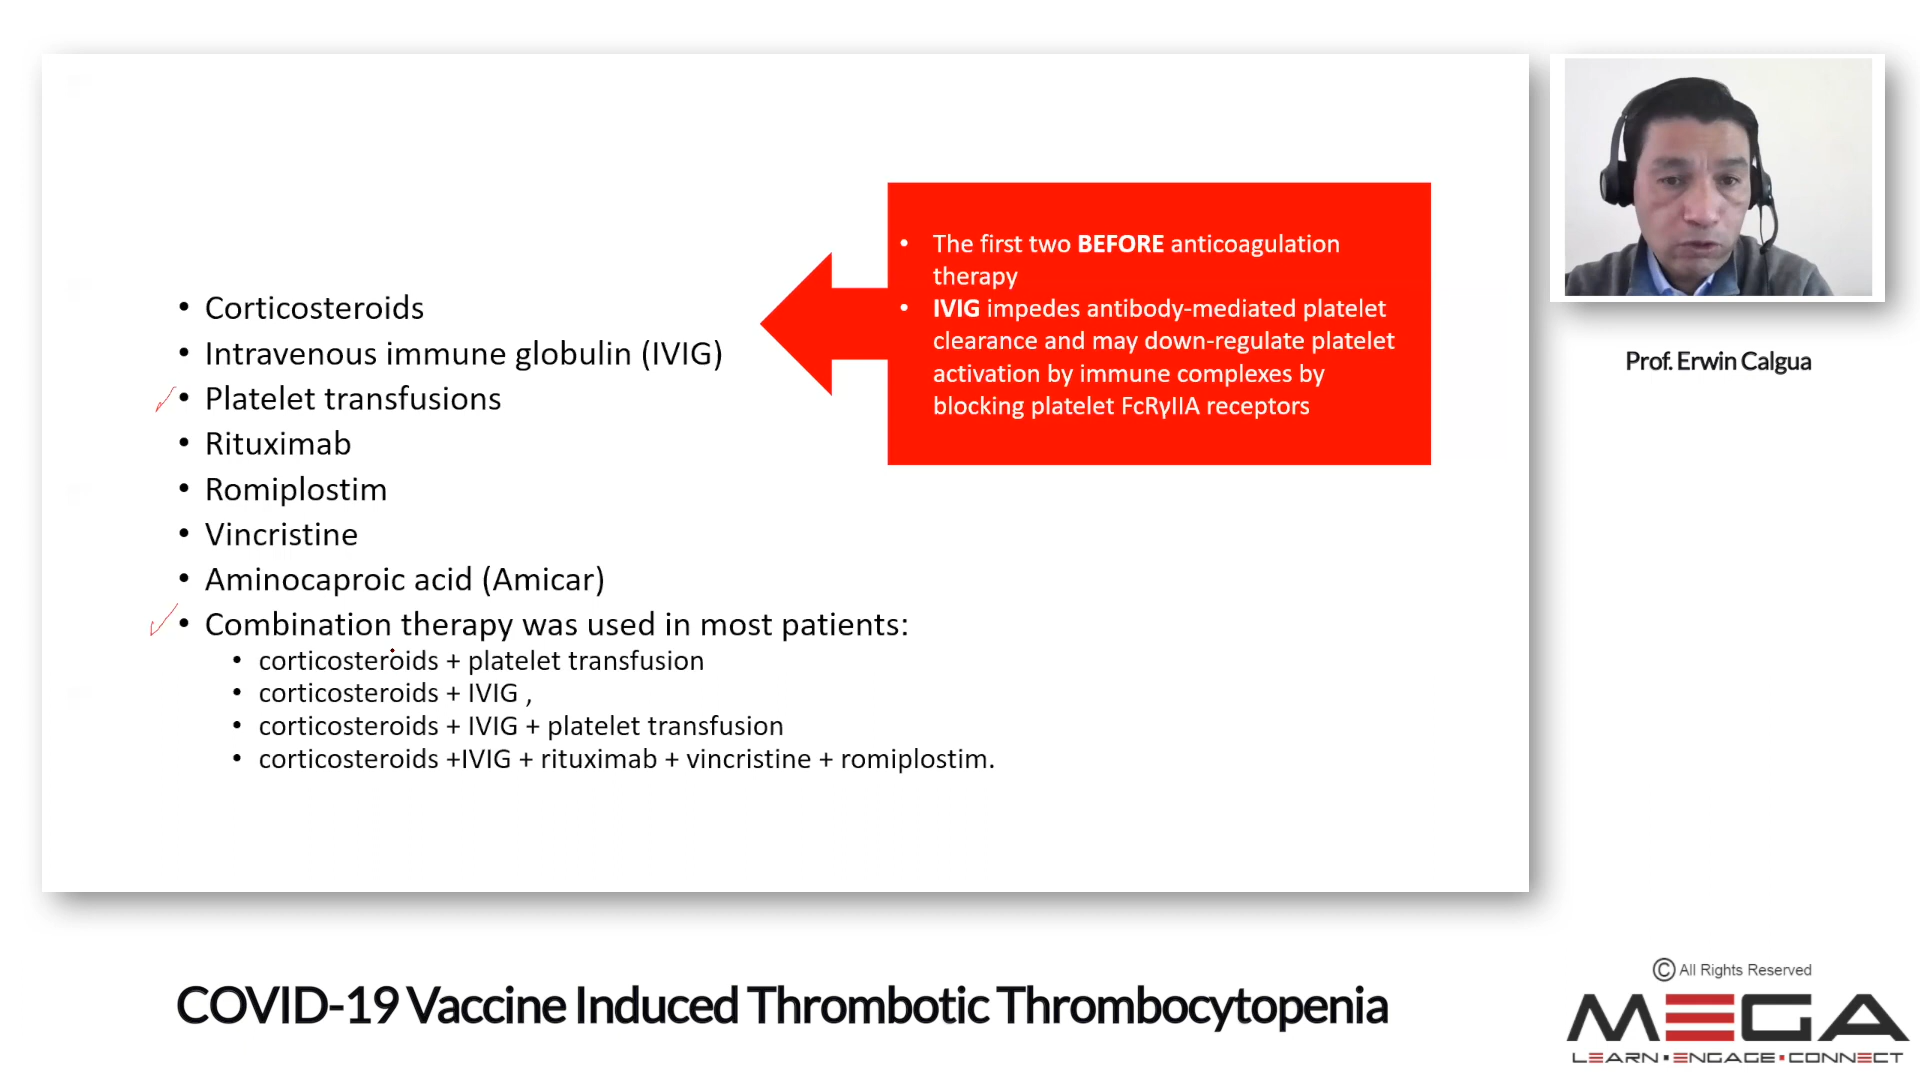 • Corticosteroids
• Intravenous immune globulin (IVIG)
• Platelet transfusions
• Rituximab
• Romiplostim
• Vincristine
• Aminocaproic acid (Amicar)
• Combination therapy was used in most patients:
• corticosteroids + platelet transfusion
• corticosteroids + IVIG ,
• corticosteroids + IVIG + platelet transfusion
• corticosteroids +IVIG + rituximab + vincristine + romiplostim.
• The first two BEFORE anticoagulation
therapy
• IVIG impedes antibody-mediated platelet
clearance and may down-regulate platelet
activation by immune complexes by
blocking platelet FcRγIIA receptors
Prof. Erwin Calgua
COVID-19 Vaccine Induced Thrombotic Thrombocytopenia
© All Rights Reserved
MEGA
LEARN▪ENGAGE▪CONNECT